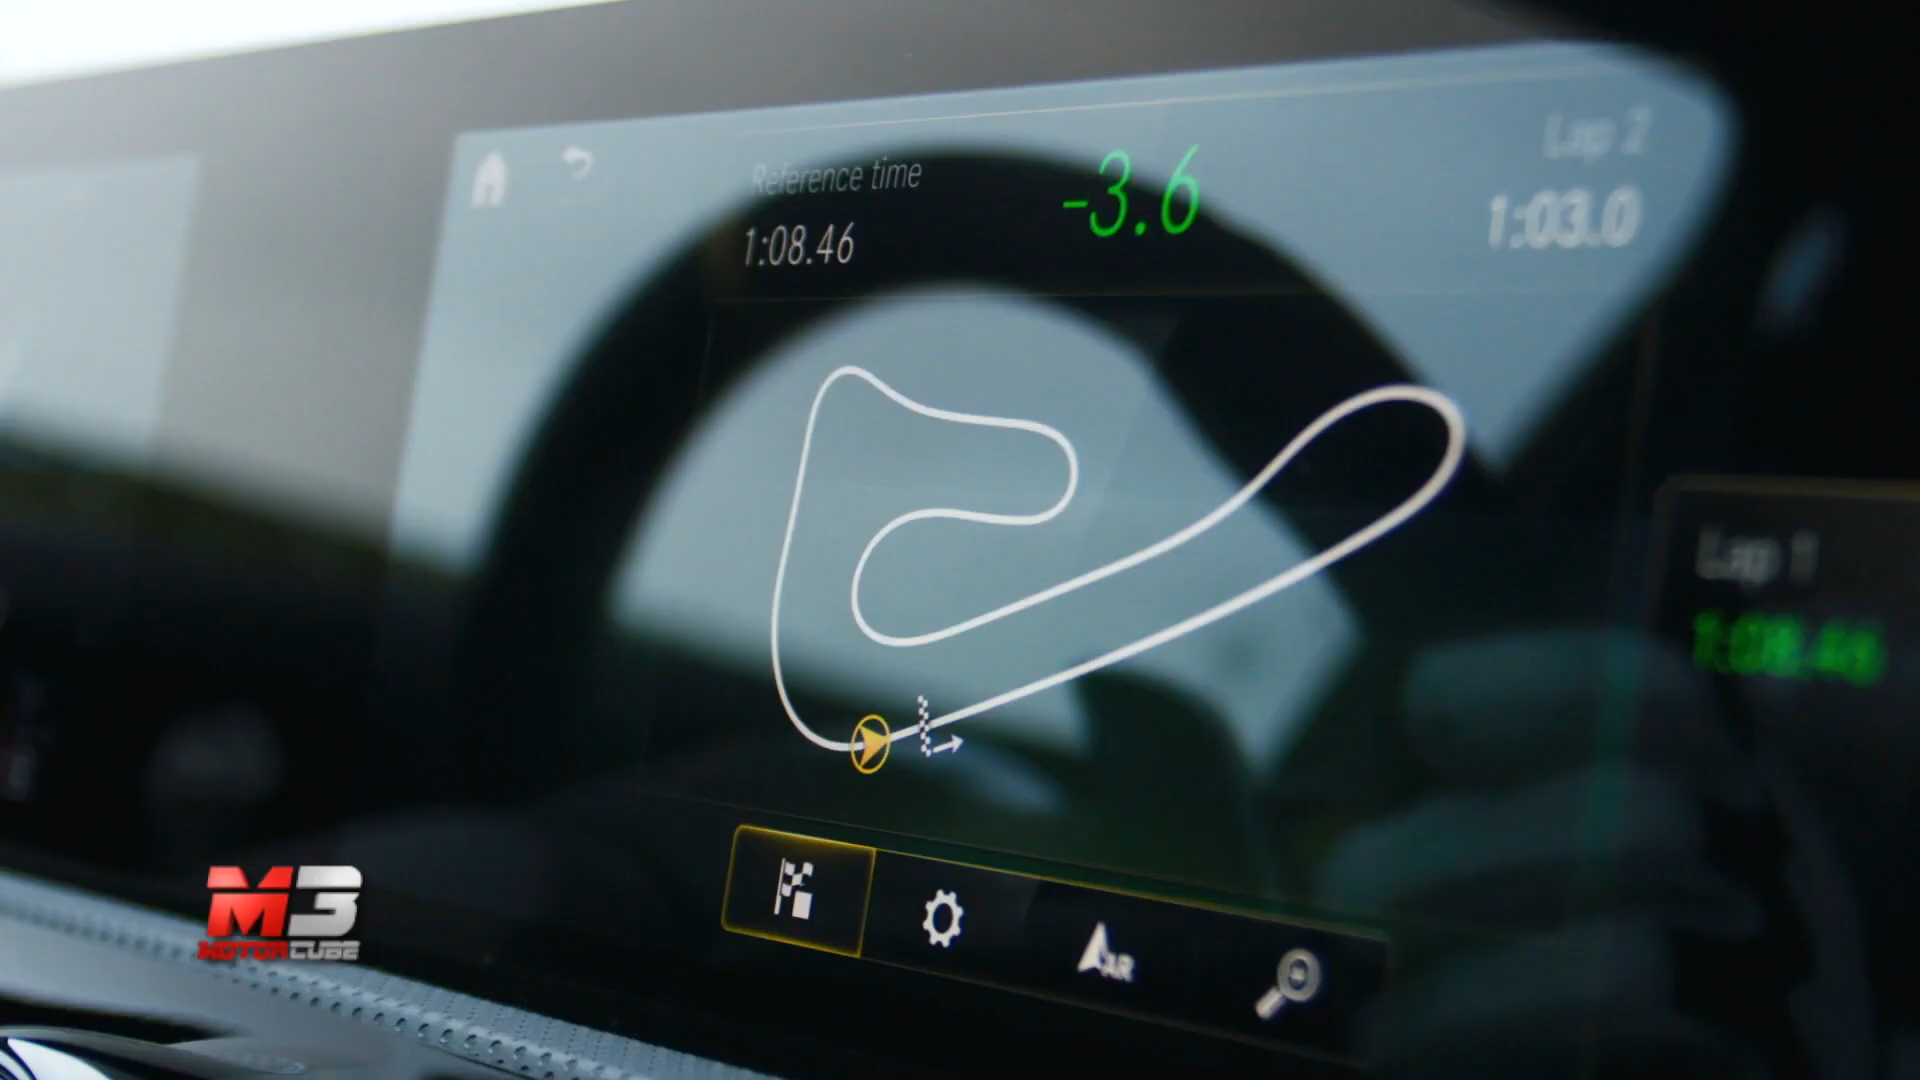 Reference time
1:08.46
-3.6
Lap 2
1:03.0
Lap 1
1:08.46
AR
M3
MOTORCUBE